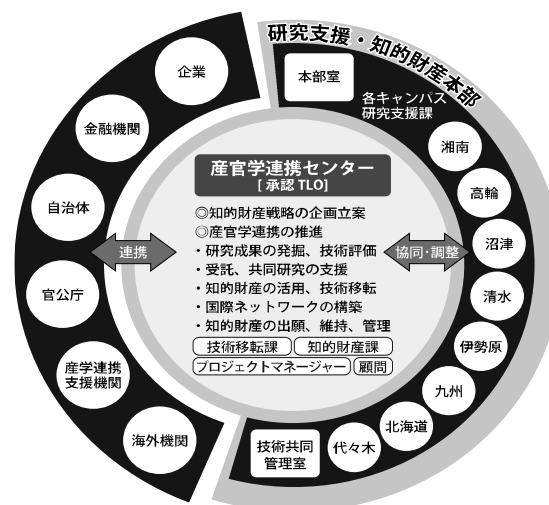 研究支援・知的財産本部
本部室
各キャンパス
研究支援課
湘南
高輪
沼津
清水
伊勢原
九州
北海道
代々木
技術共同
管理室
企業
金融機関
自治体
官公庁
産学連携
支援機関
海外機関
連携
協同・調整
産官学連携センター
[ 承認 TLO]
◎知的財産戦略の企画立案
◎産官学連携の推進
・研究成果の発掘、技術評価
・受託、共同研究の支援
・知的財産の活用、技術移転
・国際ネットワークの構築
・知的財産の出願、維持、管理
技術移転課
知的財産課
プロジェクトマネージャー
顧問